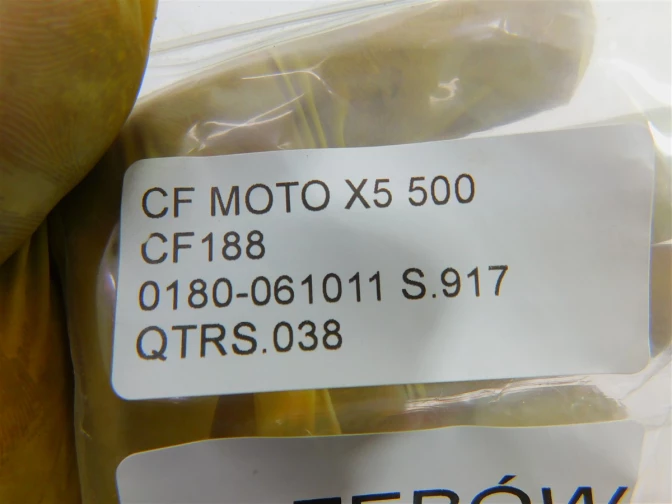 CF MOTO X5 500
CF188
0180-061011 S.917
QTRS.038